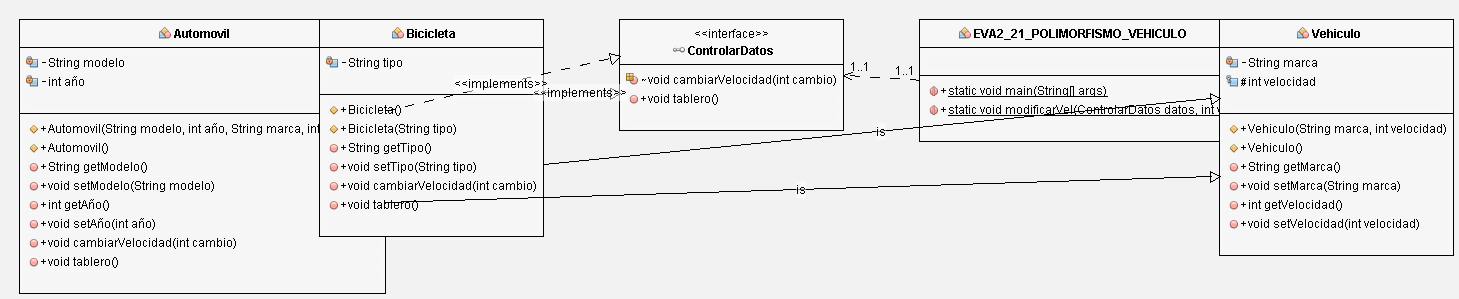 Automovil
-String modelo
-int año
+Automovil(String modelo, int año, String marca, int
+Automovil()
+String getModelo()
+void setModelo(String modelo)
+int getAño()
+void setAño(int año)
+void cambiarVelocidad(int cambio)
+void tablero()
Bicicleta
-String tipo
+Bicicleta()
+Bicicleta(String tipo)
+String getTipo()
+void setTipo(String tipo)
+void cambiarVelocidad(int cambio)
+void tablero()
<<implements>>
<<implements>>
<<interface>>
ControlarDatos
~void cambiarVelocidad(int cambio)
+void tablero()
1..1
1..1
is
is
EVA2_21_POLIMORFISMO_VEHICULO
+static void main(String[] args)
+static void modificarVel(ControlarDatos datos, int
Vehiculo
-String marca
#int velocidad
+Vehiculo(String marca, int velocidad)
+Vehiculo()
+String getMarca()
+void setMarca(String marca)
+int getVelocidad()
+void setVelocidad(int velocidad)